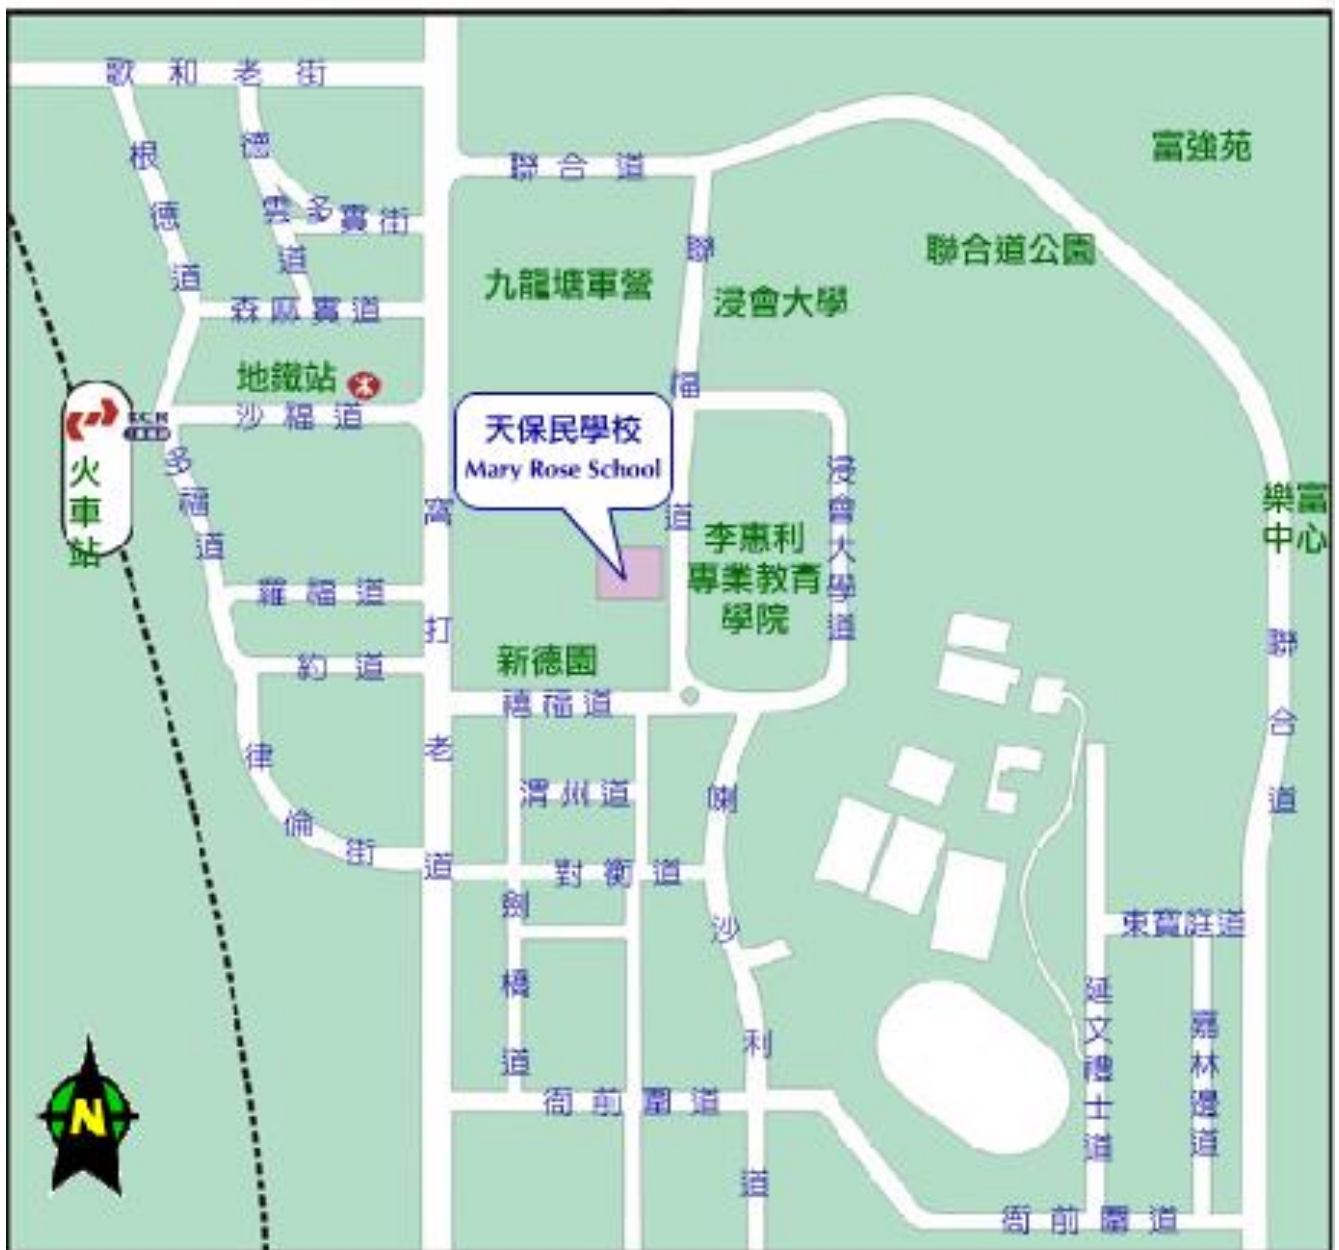 歌和老街
根德道
德雲道
多實街
森麻實道
聯合道
富強苑
聯合道公園
九龍塘軍營
聯福道
浸會大學
地鐵站
沙福道
KCR
火車站
多福道
天保民學校
Mary Rose School
李惠利
專業教育
學院
浸會大學道
富
樂
中心
窩打老道
羅福道
約道
新德園
禧福道
律倫街
渭州道
喇沙利道
對衡道
劍橋道
聯合道
東寶庭道
延文禮士道
嘉林邊道
衙前圍道
衙前圍道
N